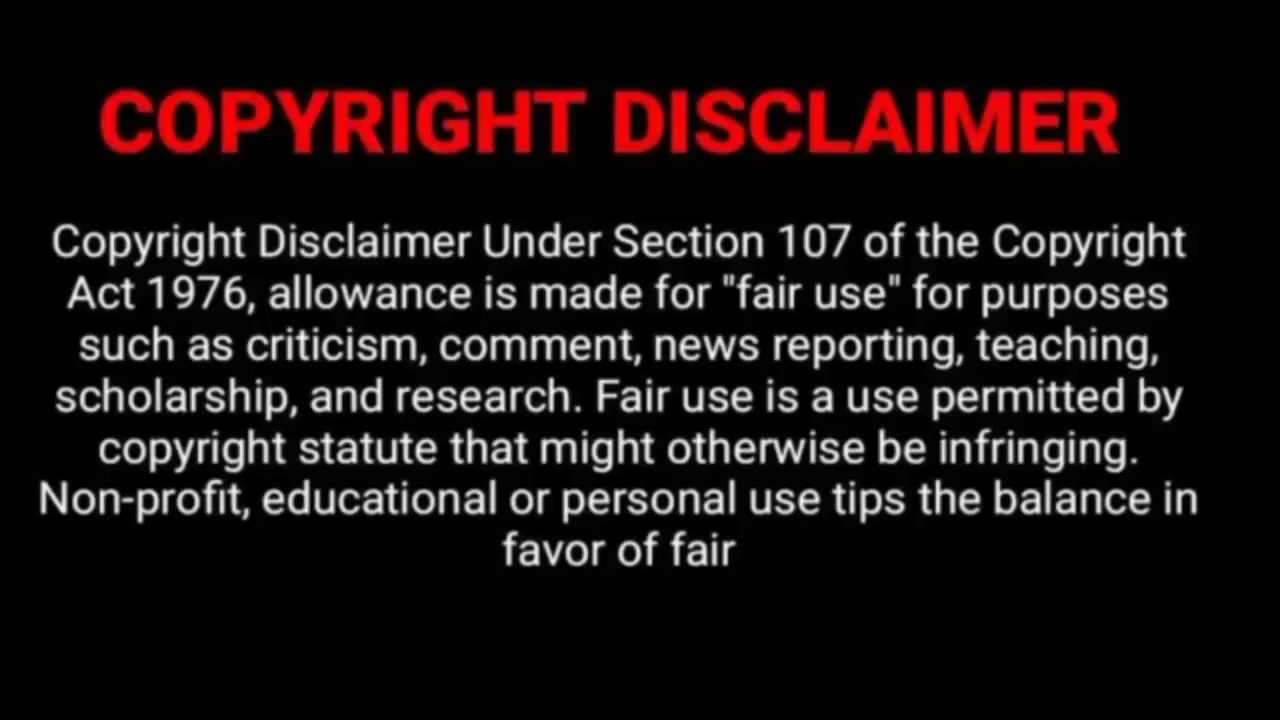 COPYRIGHT DISCLAIMER
Copyright Disclaimer Under Section 107 of the Copyright
Act 1976, allowance is made for "fair use" for purposes
such as criticism, comment, news reporting, teaching,
scholarship, and research. Fair use is a use permitted by
copyright statute that might otherwise be infringing.
Non-profit, educational or personal use tips the balance in
favor of fair